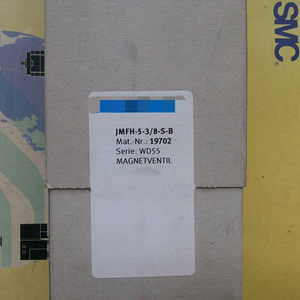 SMC
JMFH-5-3/8-S-B
Mat.-Nr.: 19702
Serie: WD55
MAGNETVENTIL